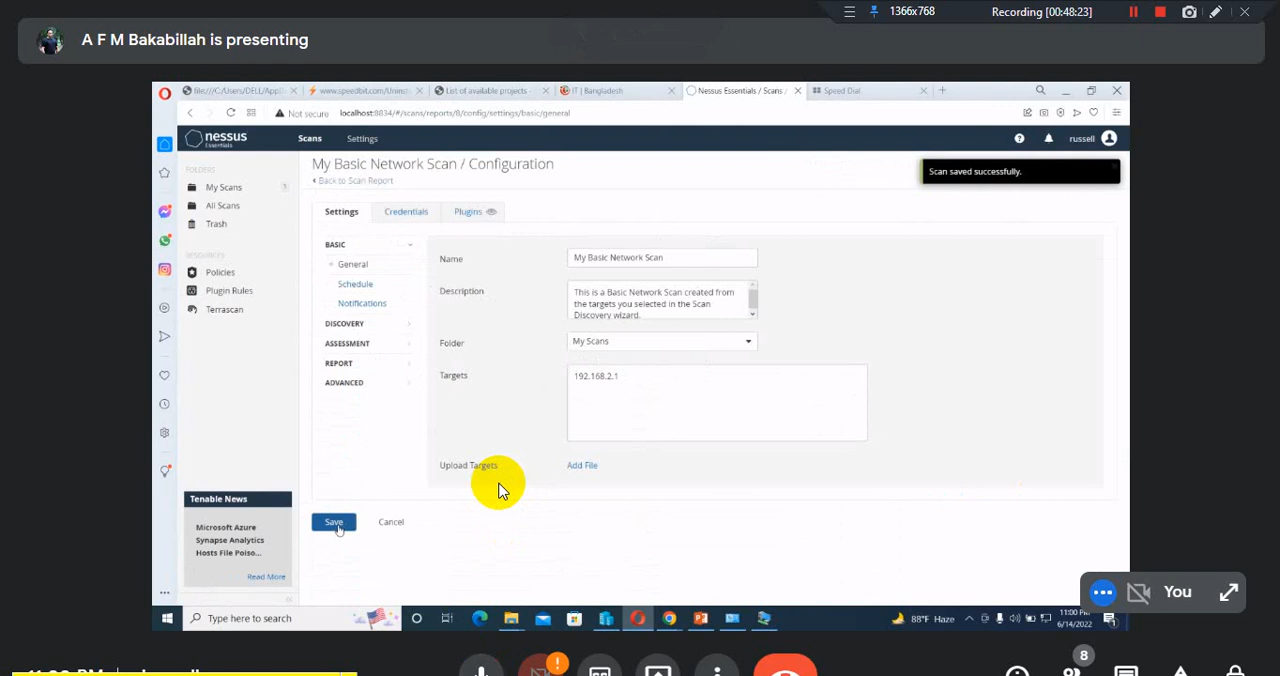 1366x768
Recording [00:48:23]
A F M Bakabillah is presenting
file:///C:/Users/DELL/AppD
www.speedbit.com/Uninst
List of available projects -
IT | Bangladesh
Nessus Essentials / Scans /
Speed Dial
Not secure
localhost:8834/#/scans/reports/8/config/settings/basic/general
nessus
Essentials
Scans
Settings
russell
FOLDERS
My Scans
1
All Scans
Trash
RESOURCES
Policies
Plugin Rules
Terrascan
My Basic Network Scan / Configuration
Back to Scan Report
Scan saved successfully.
Settings
Credentials
Plugins
BASIC
General
Schedule
Notifications
DISCOVERY
ASSESSMENT
REPORT
ADVANCED
Name
My Basic Network Scan
Description
This is a Basic Network Scan created from
the targets you selected in the Scan
Discovery wizard.
Folder
My Scans
Targets
192.168.2.1
Upload Targets
Add File
Save
Cancel
Tenable News
Microsoft Azure
Synapse Analytics
Hosts File Poiso...
Read More
You
Type here to search
88°F Haze
11:00 PM
6/14/2022
8